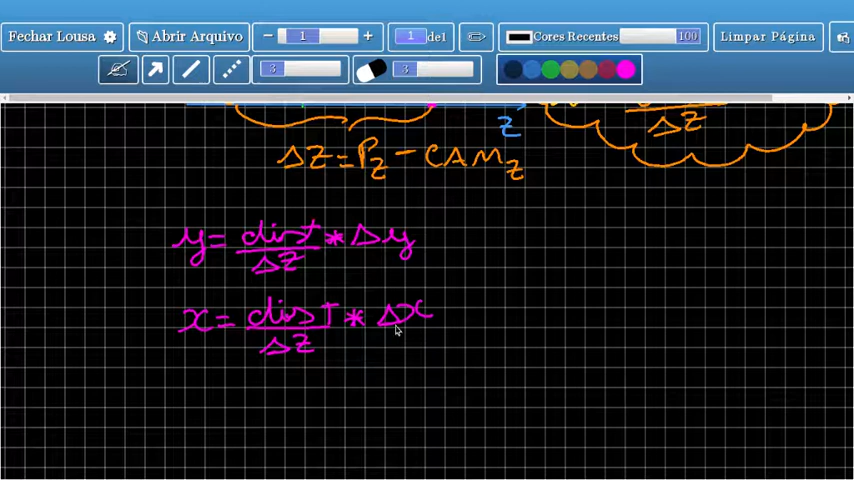 Fechar Lousa Abrir Arquivo − 1 + 1 de1 Cores Recentes 100 Limpar Página
3 3
Z ΔZ
ΔZ = Pz − CAMz
y = dist/ΔZ * Δy
x = dist/ΔZ * Δx